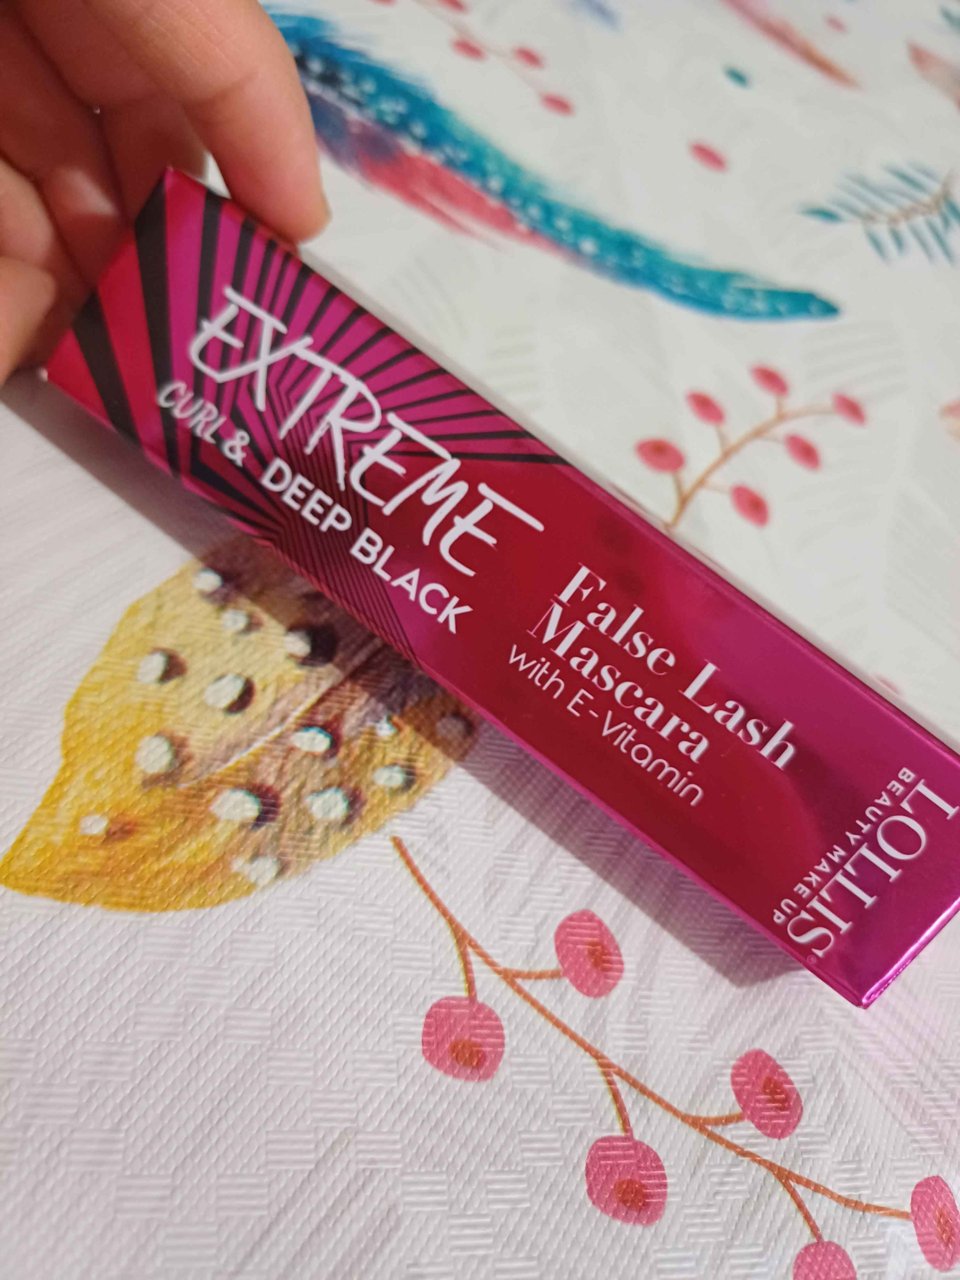 EXTREME
CURL & DEEP BLACK
False Lash
Mascara
with E-Vitamin
LOLLIS®
BEAUTY MAKE UP